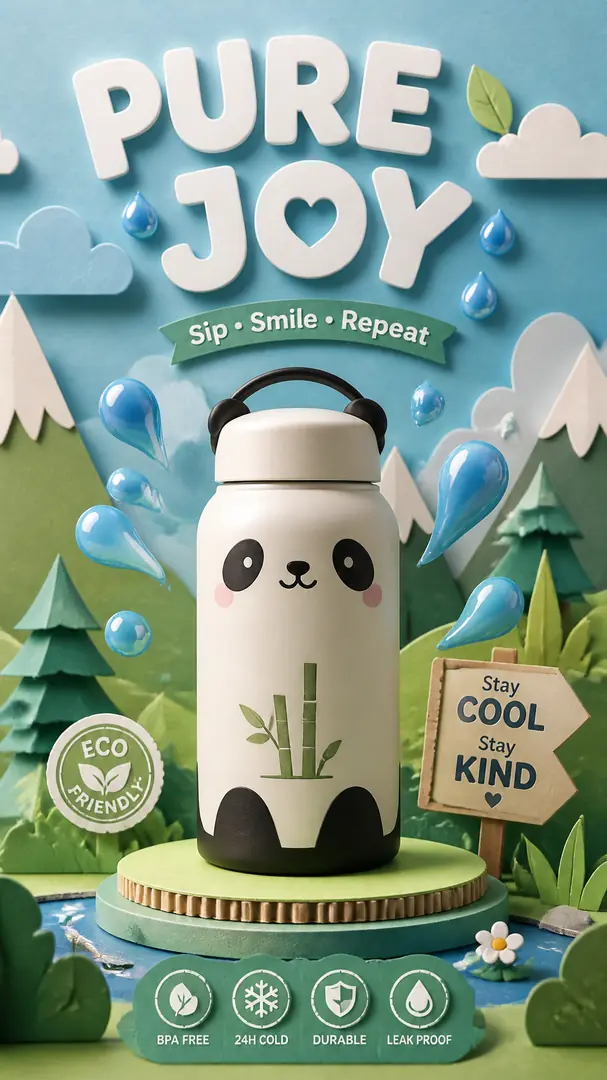 PURE
JOY
Sip • Smile • Repeat
ECO
FRIENDLY
Stay
COOL
Stay
KIND
BPA FREE
24H COLD
DURABLE
LEAK PROOF